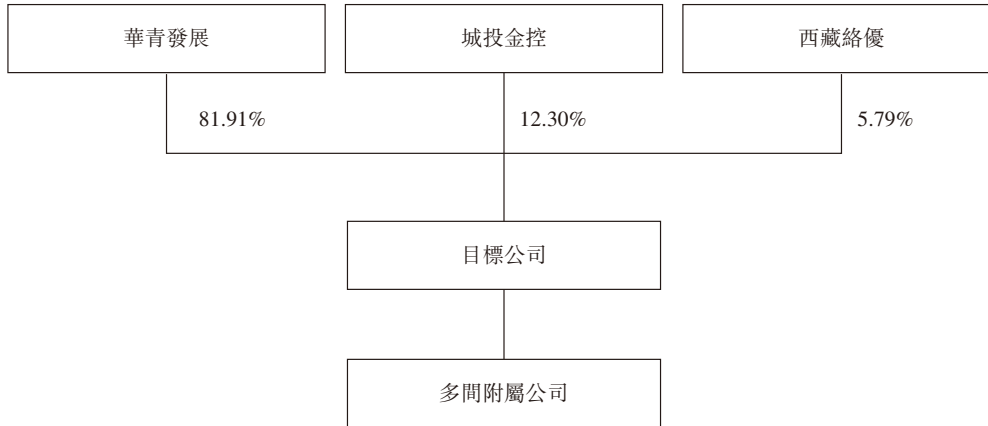 華青發展
城投金控
西藏絡優
81.91%
12.30%
5.79%
目標公司
多間附屬公司